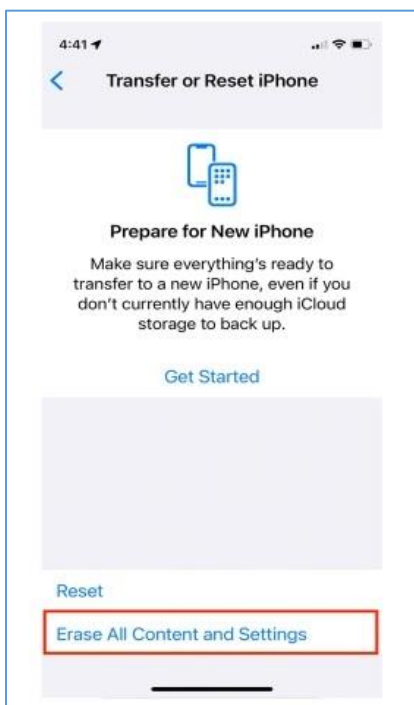 4:41
Transfer or Reset iPhone
Prepare for New iPhone
Make sure everything's ready to
transfer to a new iPhone, even if you
don't currently have enough iCloud
storage to back up.
Get Started
Reset
Erase All Content and Settings